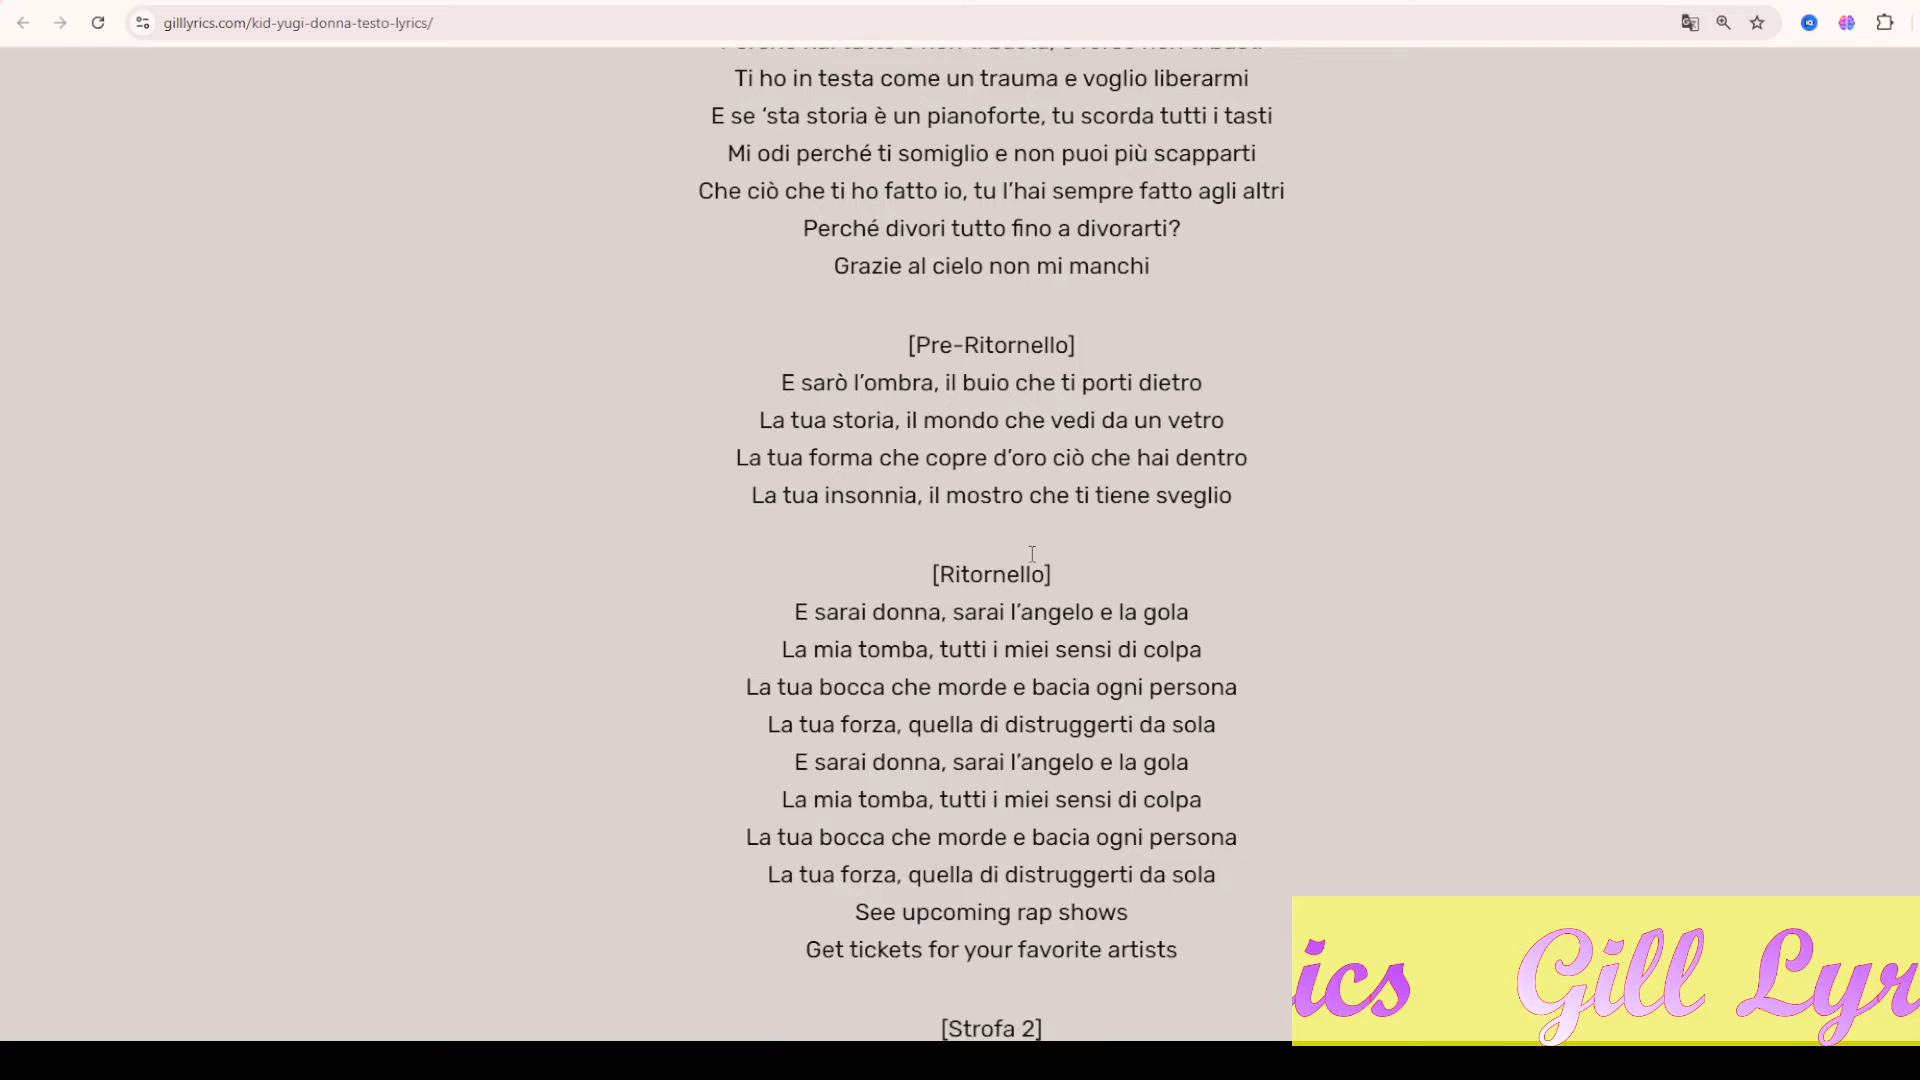 gilllyrics.com/kid-yugi-donna-testo-lyrics/
Ti ho in testa come un trauma e voglio liberarmi
E se ‘sta storia è un pianoforte, tu scorda tutti i tasti
Mi odi perché ti somiglio e non puoi più scapparti
Che ciò che ti ho fatto io, tu l’hai sempre fatto agli altri
Perché divori tutto fino a divorarti?
Grazie al cielo non mi manchi
[Pre-Ritornello]
E sarò l’ombra, il buio che ti porti dietro
La tua storia, il mondo che vedi da un vetro
La tua forma che copre d’oro ciò che hai dentro
La tua insonnia, il mostro che ti tiene sveglio
[Ritornello]
E sarai donna, sarai l’angelo e la gola
La mia tomba, tutti i miei sensi di colpa
La tua bocca che morde e bacia ogni persona
La tua forza, quella di distruggerti da sola
E sarai donna, sarai l’angelo e la gola
La mia tomba, tutti i miei sensi di colpa
La tua bocca che morde e bacia ogni persona
La tua forza, quella di distruggerti da sola
See upcoming rap shows
Get tickets for your favorite artists
ics Gill Lyr
[Strofa 2]